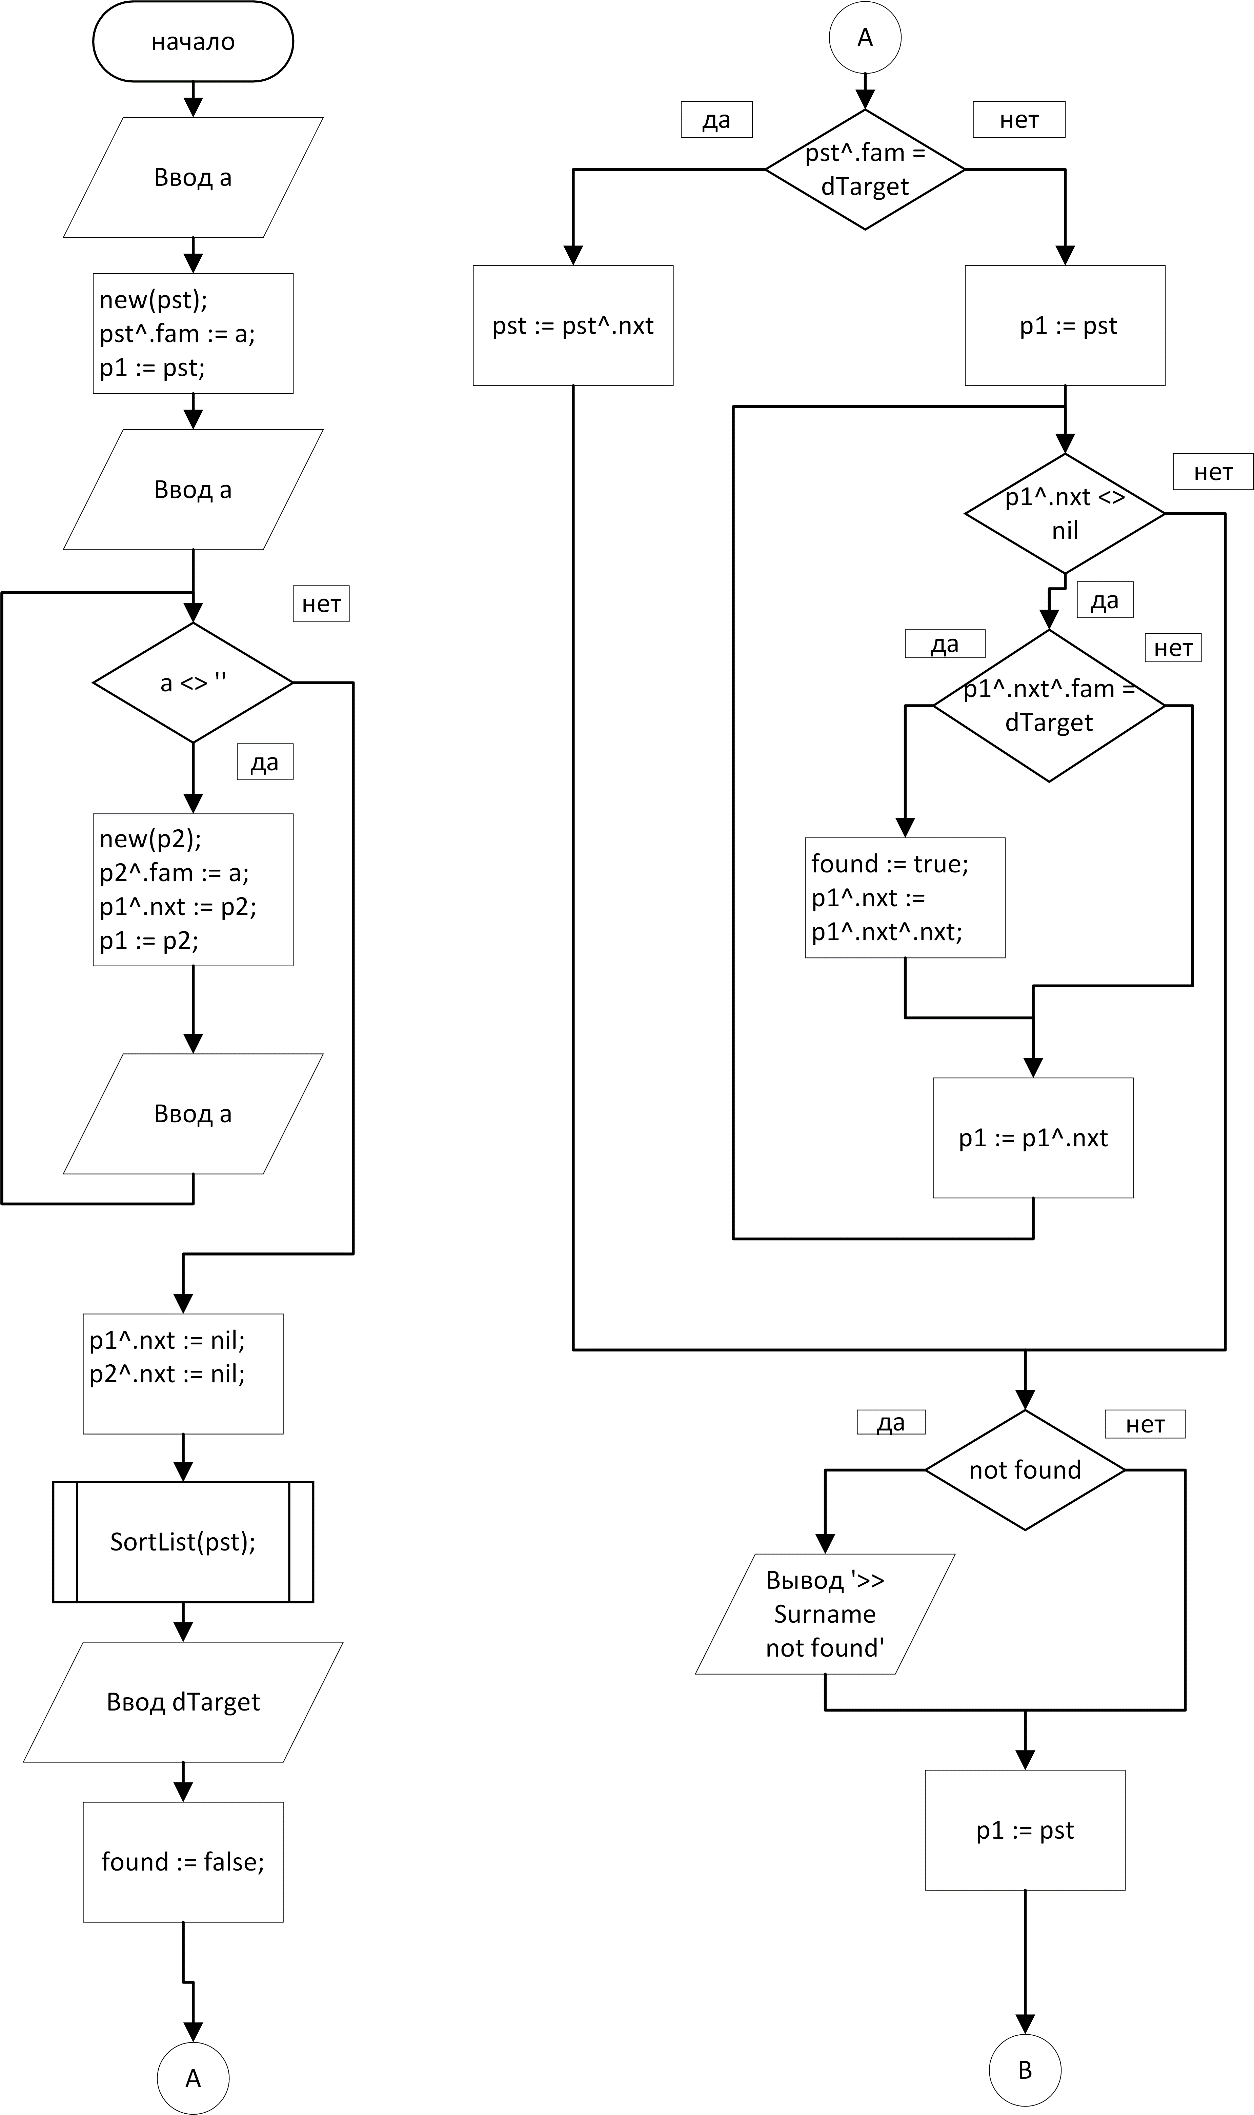 начало
Ввод a
new(pst);
pst^.fam := a;
p1 := pst;
Ввод a
нет
a <> ''
да
new(p2);
p2^.fam := a;
p1^.nxt := p2;
p1 := p2;
Ввод a
p1^.nxt := nil;
p2^.nxt := nil;
SortList(pst);
Ввод dTarget
found := false;
A
A
да
нет
pst^.fam =
dTarget
pst := pst^.nxt
p1 := pst
нет
p1^.nxt <>
nil
да
да
нет
p1^.nxt^.fam =
dTarget
found := true;
p1^.nxt :=
p1^.nxt^.nxt;
p1 := p1^.nxt
да
нет
not found
Вывод '>>
Surname
not found'
p1 := pst
B